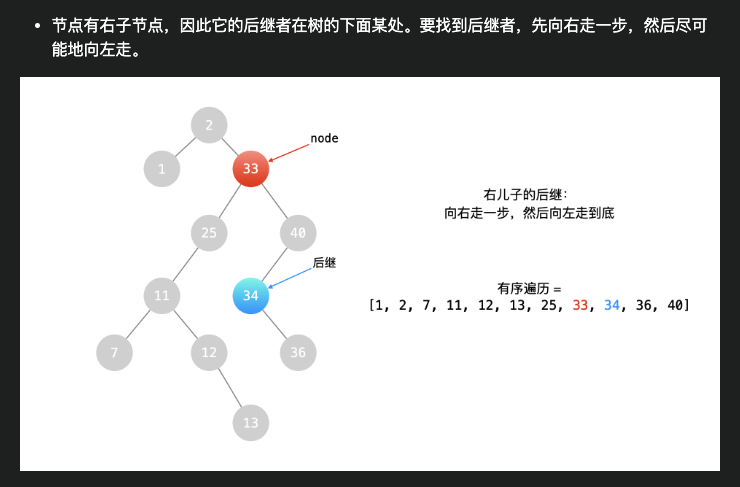 • 节点有右子节点，因此它的后继者在树的下面某处。要找到后继者，先向右走一步，然后尽可
能地向左走。
2
node
1
33
右儿子的后继：
向右走一步，然后向左走到底
25
40
后继
11
34
有序遍历 =
[1, 2, 7, 11, 12, 13, 25, 33, 34, 36, 40]
7
12
36
13